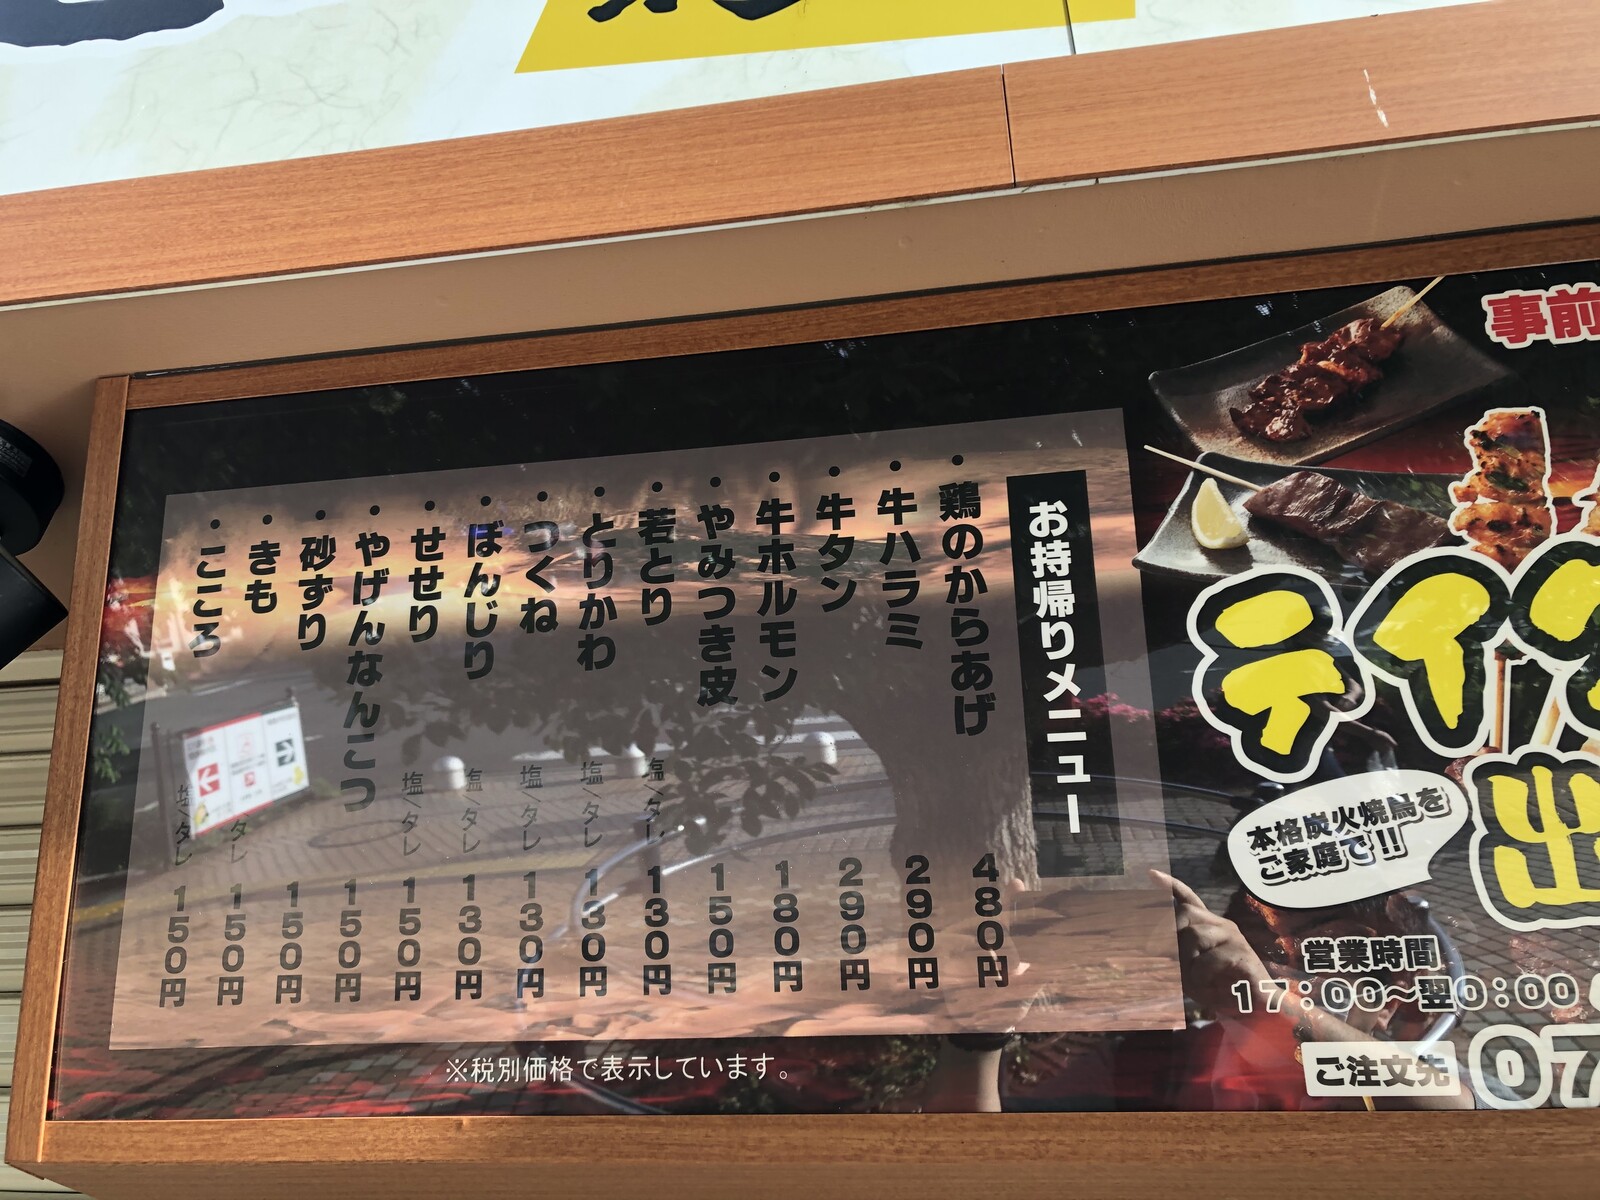 お持帰りメニュー
・鶏のからあげ 480円
・牛ハラミ 290円
・牛タン 290円
・牛ホルモン 180円
・やみつき皮 150円
・若とり 塩/タレ 130円
・とりかわ 塩/タレ 130円
・つくね 塩/タレ 130円
・ぼんじり 塩/タレ 130円
・せせり 塩/タレ 150円
・やげんなんこつ 150円
・砂ずり 150円
・きも タレ 150円
・こころ 塩/タレ 150円
※税別価格で表示しています。
事前
テイ
出
本格炭火焼鳥を
ご家庭で!!
営業時間
17:00～翌0:00
ご注文先 07